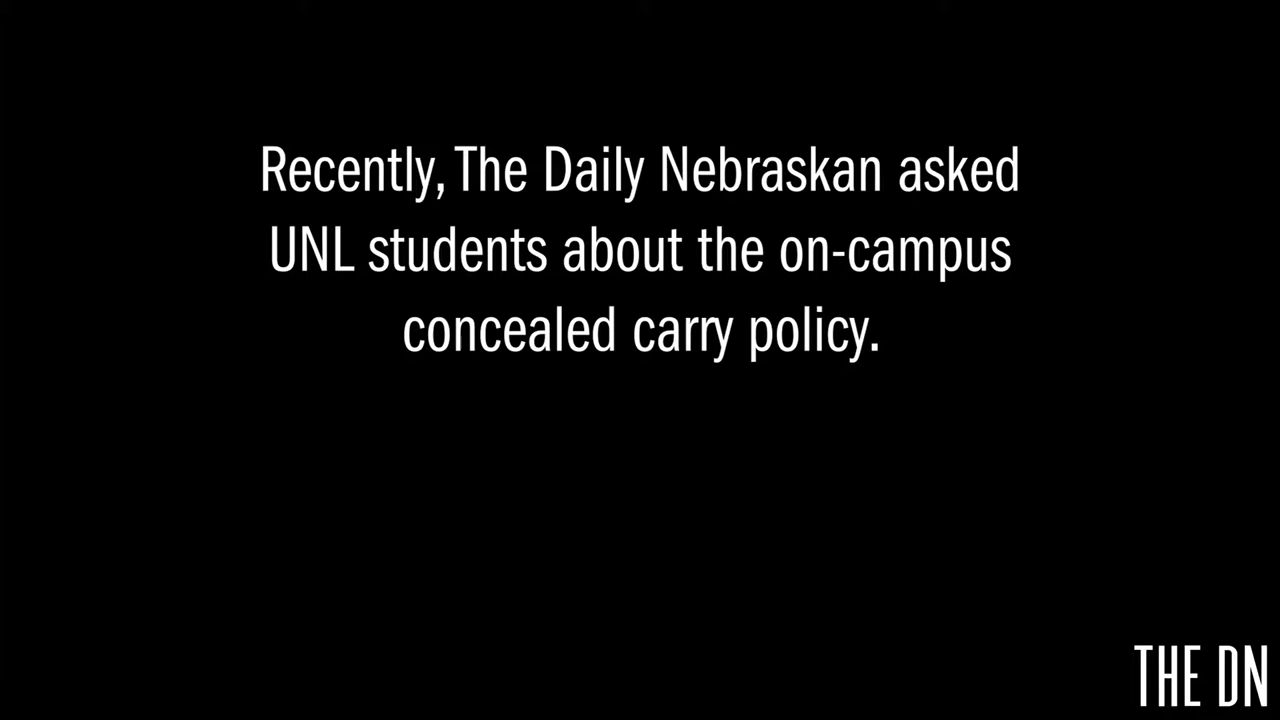 Recently, The Daily Nebraskan asked
UNL students about the on-campus
concealed carry policy.
THE DN